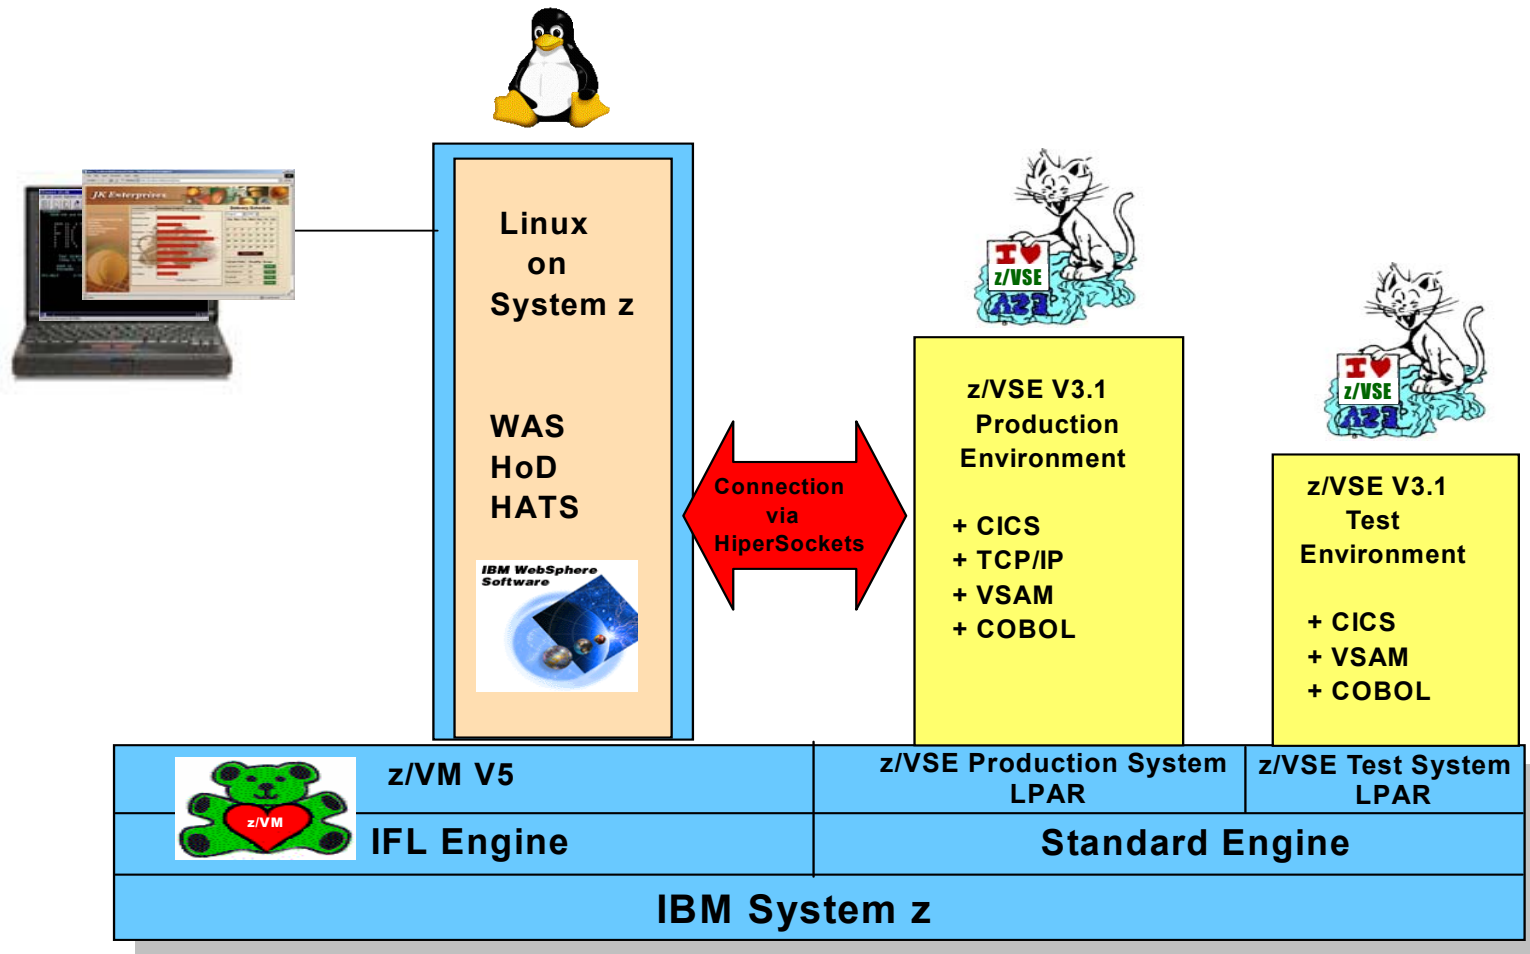 JK Enterprises
Linux
on
System z
WAS
HoD
HATS
IBM WebSphere
Software
Connection
via
HiperSockets
I
z/VSE
z/VSE V3.1
Production
Environment
+ CICS
+ TCP/IP
+ VSAM
+ COBOL
I
z/VSE
z/VSE V3.1
Test
Environment
+ CICS
+ VSAM
+ COBOL
z/VM
z/VM V5
z/VSE Production System
LPAR
z/VSE Test System
LPAR
IFL Engine
Standard Engine
IBM System z